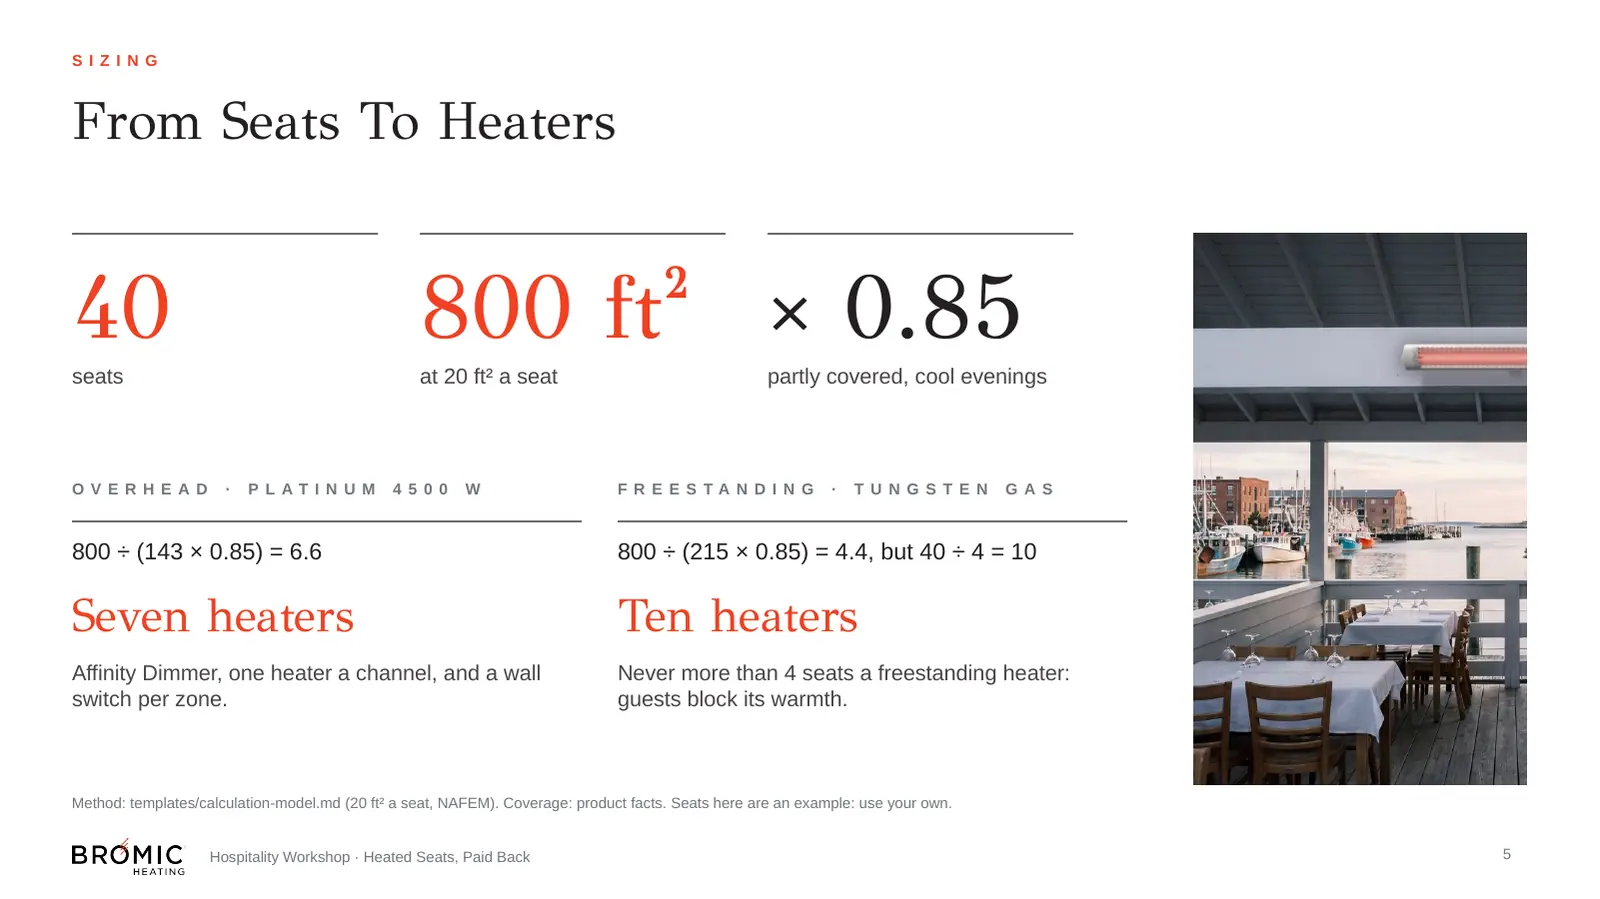 SIZING
From Seats To Heaters
40
seats
800 ft²
at 20 ft² a seat
× 0.85
partly covered, cool evenings
OVERHEAD · PLATINUM 4500 W
800 ÷ (143 × 0.85) = 6.6
Seven heaters
Affinity Dimmer, one heater a channel, and a wall
switch per zone.
FREESTANDING · TUNGSTEN GAS
800 ÷ (215 × 0.85) = 4.4, but 40 ÷ 4 = 10
Ten heaters
Never more than 4 seats a freestanding heater:
guests block its warmth.
Method: templates/calculation-model.md (20 ft² a seat, NAFEM). Coverage: product facts. Seats here are an example: use your own.
BROMIC
HEATING
Hospitality Workshop · Heated Seats, Paid Back
5